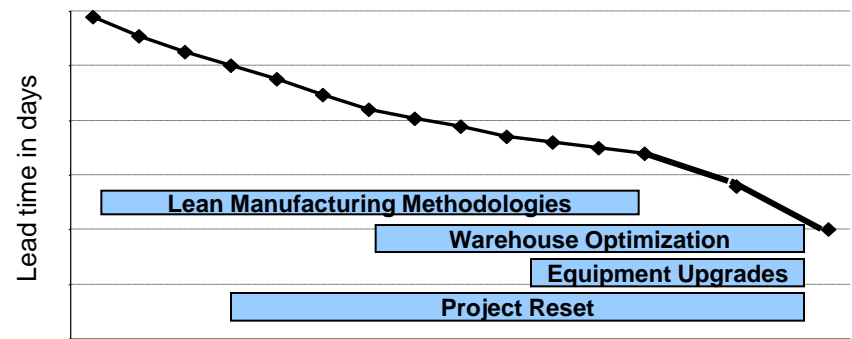 Lead time in days
Lean Manufacturing Methodologies
Warehouse Optimization
Equipment Upgrades
Project Reset